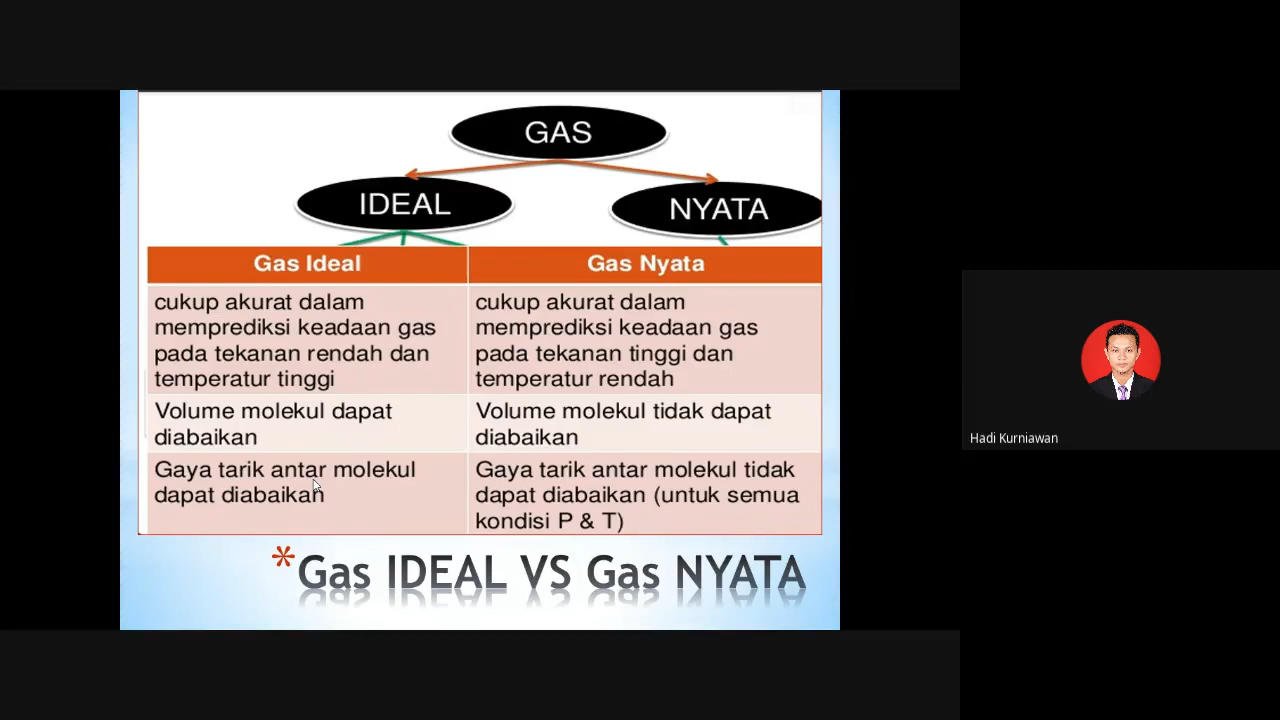 GAS
IDEAL
NYATA
Gas Ideal
Gas Nyata
cukup akurat dalam
memprediksi keadaan gas
pada tekanan rendah dan
temperatur tinggi
cukup akurat dalam
memprediksi keadaan gas
pada tekanan tinggi dan
temperatur rendah
Volume molekul dapat
diabaikan
Volume molekul tidak dapat
diabaikan
Gaya tarik antar molekul
dapat diabaikan
Gaya tarik antar molekul tidak
dapat diabaikan (untuk semua
kondisi P & T)
*Gas IDEAL VS Gas NYATA
Hadi Kurniawan